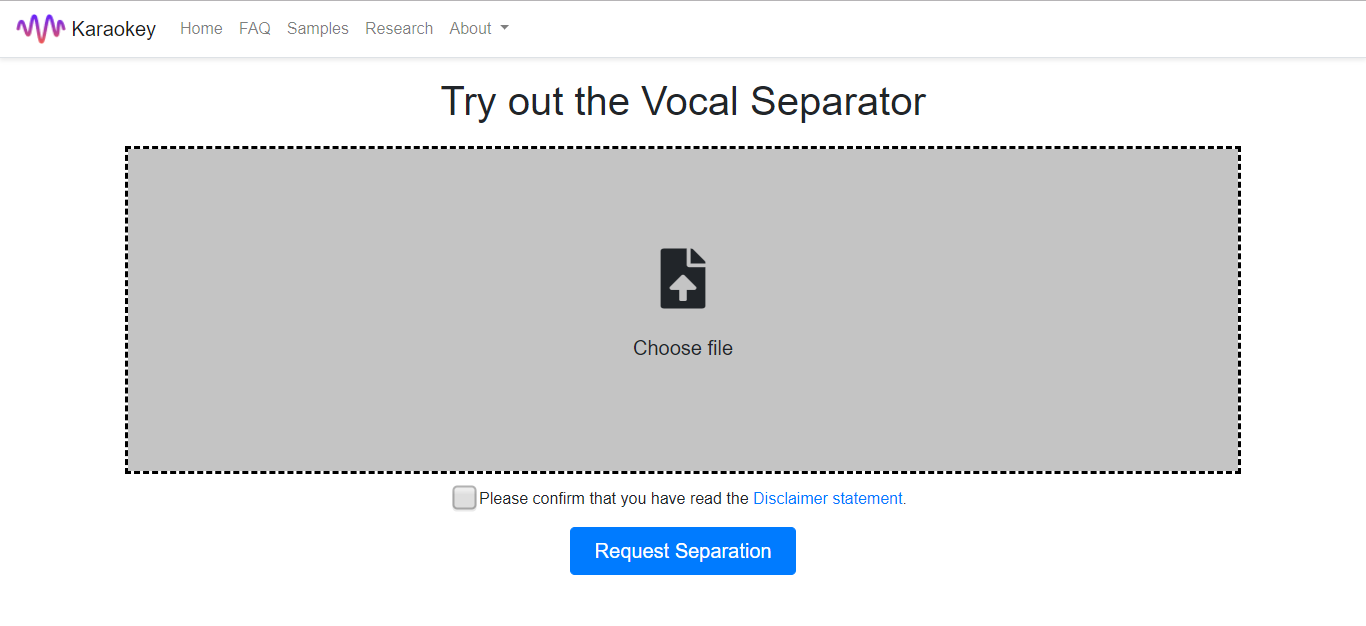 Karaokey Home FAQ Samples Research About
Try out the Vocal Separator
Choose file
Please confirm that you have read the Disclaimer statement.
Request Separation